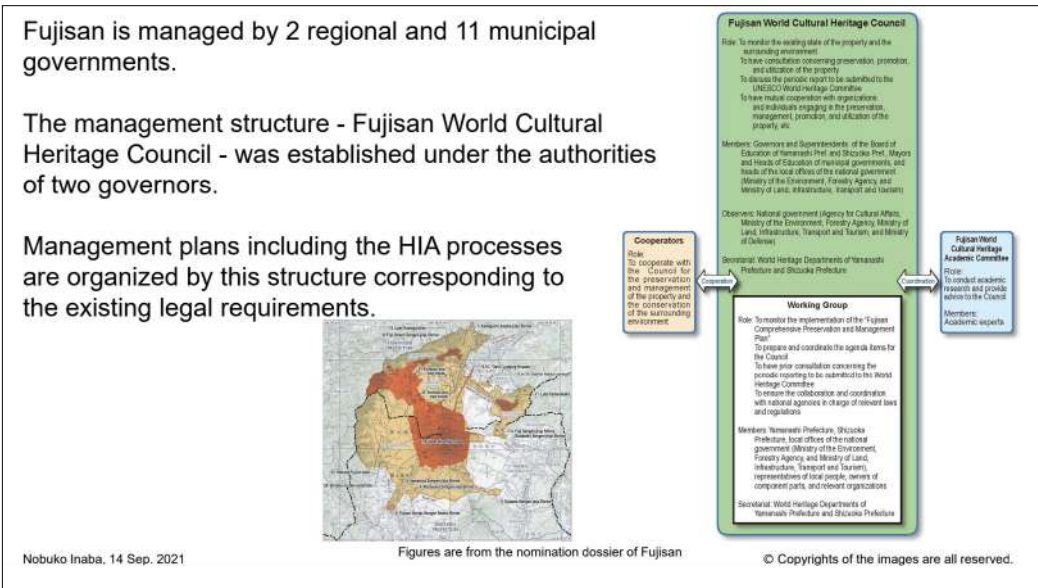 Fujisan is managed by 2 regional and 11 municipal
governments.
The management structure - Fujisan World Cultural
Heritage Council - was established under the authorities
of two governors.
Management plans including the HIA processes
are organized by this structure corresponding to
the existing legal requirements.
Fujisan World Cultural Heritage Council
Role: To monitor the existing state of the property and the
surrounding environment
To have consultation concerning preservation, promotion,
and utilization of the property
To discuss the periodic report to be submitted to the
UNESCO World Heritage Committee
To have mutual cooperation with organizations
and individuals engaging in the preservation,
management, promotion, and utilization of the
property, etc.
Members: Governors and Superintendents of the Board of
Education of Yamanashi Pref. and Shizuoka Pref., Mayors
and Heads of Education of municipal governments, and
heads of the local offices of the national government
(Ministry of the Environment, Forestry Agency, and
Ministry of Land, Infrastructure, Transport and Tourism)
Observers: National government (Agency for Cultural Affairs,
Ministry of the Environment, Forestry Agency, Ministry of
Land, Infrastructure, Transport and Tourism, and Ministry
of Defense)
Secretariat: World Heritage Departments of Yamanashi
Prefecture and Shizuoka Prefecture
Cooperators
Role:
To cooperate with
the Council for
the preservation
and management
of the property and
the conservation
of the surrounding
environment
Cooperation
Coordination
Fujisan World
Cultural Heritage
Academic Committee
Role:
To conduct academic
research and provide
advice to the Council
Members:
Academic experts
Working Group
Role: To monitor the implementation of the "Fujisan
Comprehensive Preservation and Management
Plan"
To prepare and coordinate the agenda items for
the Council
To have prior consultation concerning the
periodic reporting to be submitted to the World
Heritage Committee
To ensure the collaboration and coordination
with national agencies in charge of relevant laws
and regulations
Members: Yamanashi Prefecture, Shizuoka
Prefecture, local offices of the national
government (Ministry of the Environment,
Forestry Agency, and Ministry of Land,
Infrastructure, Transport and Tourism),
representatives of local people, owners of
component parts, and relevant organizations
Secretariat: World Heritage Departments of
Yamanashi Prefecture and Shizuoka Prefecture
Figures are from the nomination dossier of Fujisan
Nobuko Inaba, 14 Sep. 2021
© Copyrights of the images are all reserved.